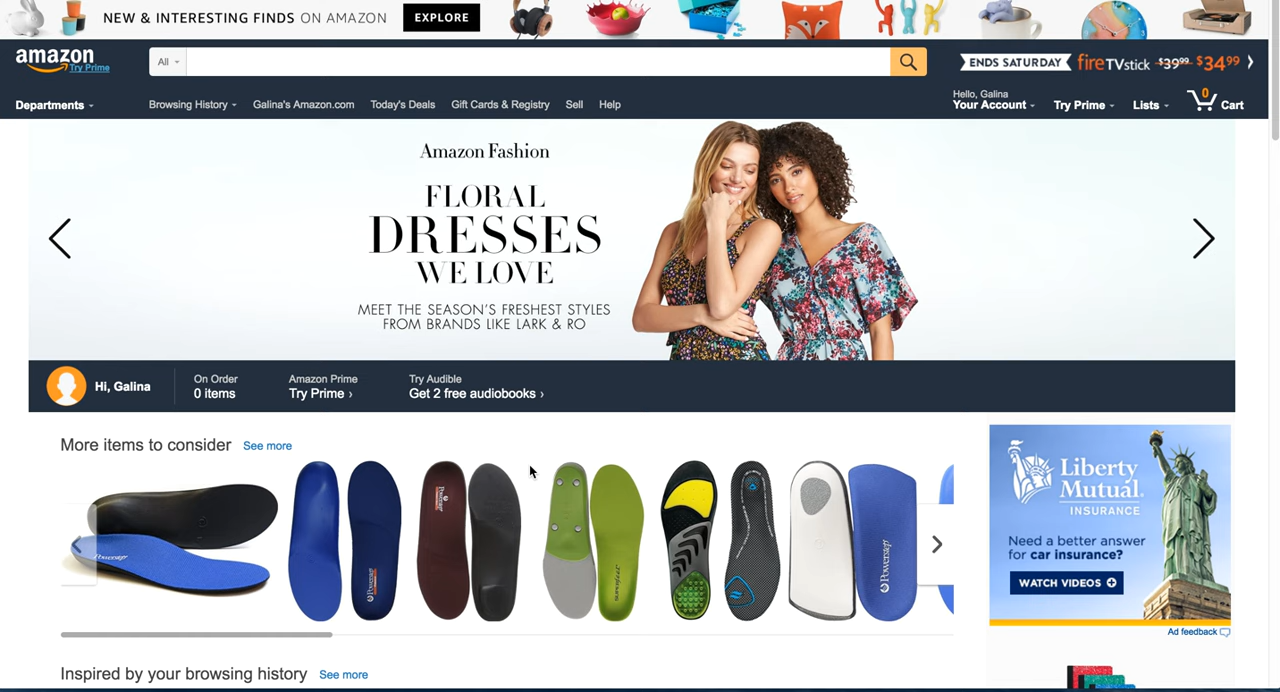 NEW & INTERESTING FINDS ON AMAZON
EXPLORE
amazon
Try Prime
All
ENDS SATURDAY
fireTVstick $39.99 $34.99
Departments
Browsing History
Galina's Amazon.com
Today's Deals
Gift Cards & Registry
Sell
Help
Hello, Galina
Your Account
Try Prime
Lists
0
Cart
Amazon Fashion
FLORAL
DRESSES
WE LOVE
MEET THE SEASON'S FRESHEST STYLES
FROM BRANDS LIKE LARK & RO
Hi, Galina
On Order
0 items
Amazon Prime
Try Prime ›
Try Audible
Get 2 free audiobooks ›
More items to consider
See more
Powerstep
Liberty
Mutual.
INSURANCE
Need a better answer
for car insurance?
WATCH VIDEOS
Ad feedback
Inspired by your browsing history
See more